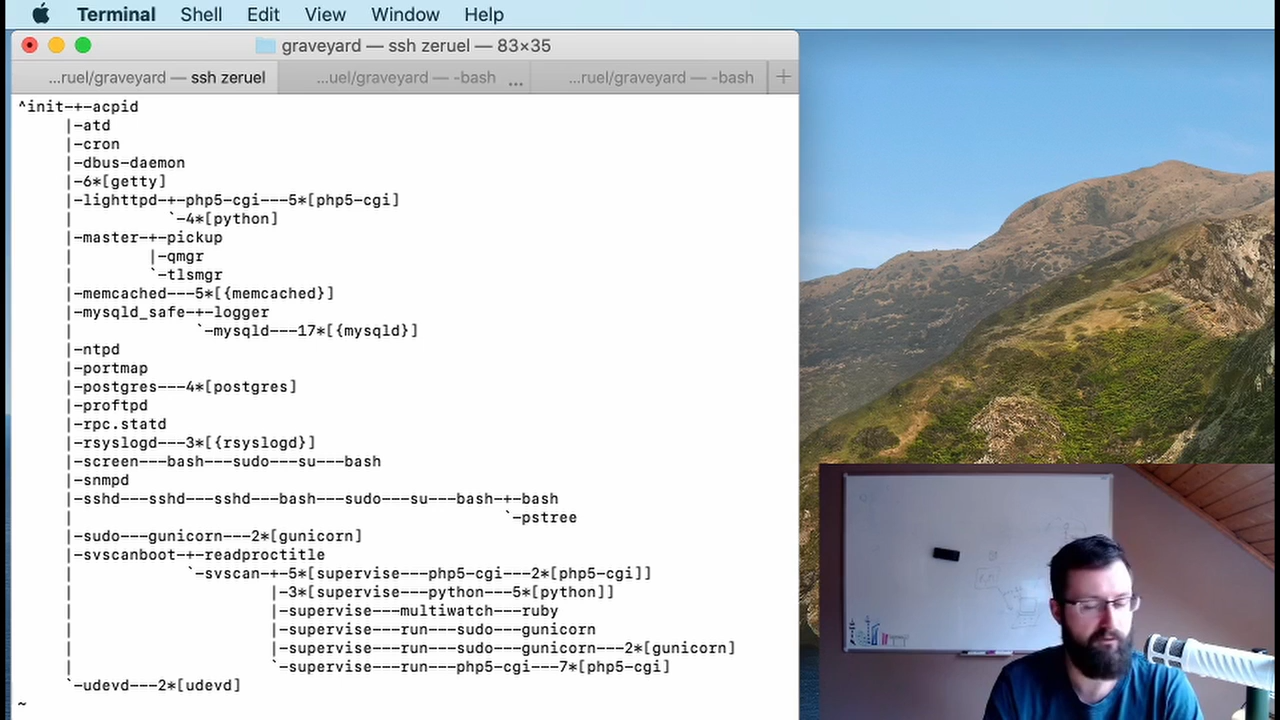 Terminal Shell Edit View Window Help
graveyard — ssh zeruel — 83×35
...ruel/graveyard — ssh zeruel ...uel/graveyard — -bash ... ...ruel/graveyard — -bash +
^init-+-acpid
     |-atd
     |-cron
     |-dbus-daemon
     |-6*[getty]
     |-lighttpd-+-php5-cgi---5*[php5-cgi]
     |          `-4*[python]
     |-master-+-pickup
     |        |-qmgr
     |        `-tlsmgr
     |-memcached---5*[{memcached}]
     |-mysqld_safe-+-logger
     |             `-mysqld---17*[{mysqld}]
     |-ntpd
     |-portmap
     |-postgres---4*[postgres]
     |-proftpd
     |-rpc.statd
     |-rsyslogd---3*[{rsyslogd}]
     |-screen---bash---sudo---su---bash
     |-snmpd
     |-sshd---sshd---sshd---bash---sudo---su---bash-+-bash
     |                                              `-pstree
     |-sudo---gunicorn---2*[gunicorn]
     |-svscanboot-+-readproctitle
     |            `-svscan-+-5*[supervise---php5-cgi---2*[php5-cgi]]
     |                     |-3*[supervise---python---5*[python]]
     |                     |-supervise---multiwatch---ruby
     |                     |-supervise---run---sudo---gunicorn
     |                     |-supervise---run---sudo---gunicorn---2*[gunicorn]
     |                     `-supervise---run---php5-cgi---7*[php5-cgi]
     `-udevd---2*[udevd]
~